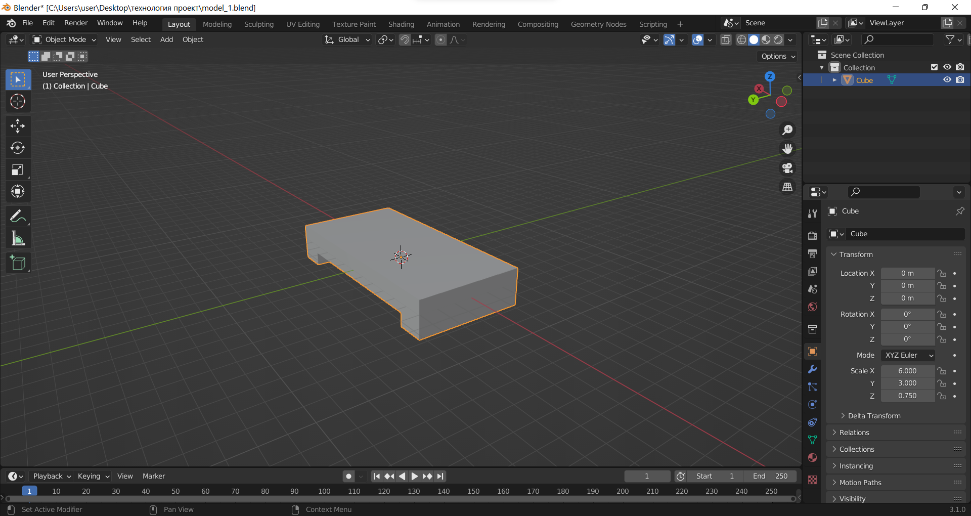 Blender* [C:\Users\user\Desktop\технология проект\model_1.blend]
File Edit Render Window Help Layout Modeling Sculpting UV Editing Texture Paint Shading Animation Rendering Compositing Geometry Nodes Scripting + Scene ViewLayer
Object Mode View Select Add Object Global
Options
User Perspective
(1) Collection | Cube
Z
X
Y
Scene Collection
Collection
Cube
Cube
Cube
Transform
Location X 0 m
Y 0 m
Z 0 m
Rotation X 0°
Y 0°
Z 0°
Mode XYZ Euler
Scale X 6.000
Y 3.000
Z 0.750
Delta Transform
Relations
Collections
Instancing
Motion Paths
Visibility
Playback Keying View Marker 1 Start 1 End 250
1 10 20 30 40 50 60 70 80 90 100 110 120 130 140 150 160 170 180 190 200 210 220 230 240 250
Set Active Modifier Pan View Context Menu 3.1.0